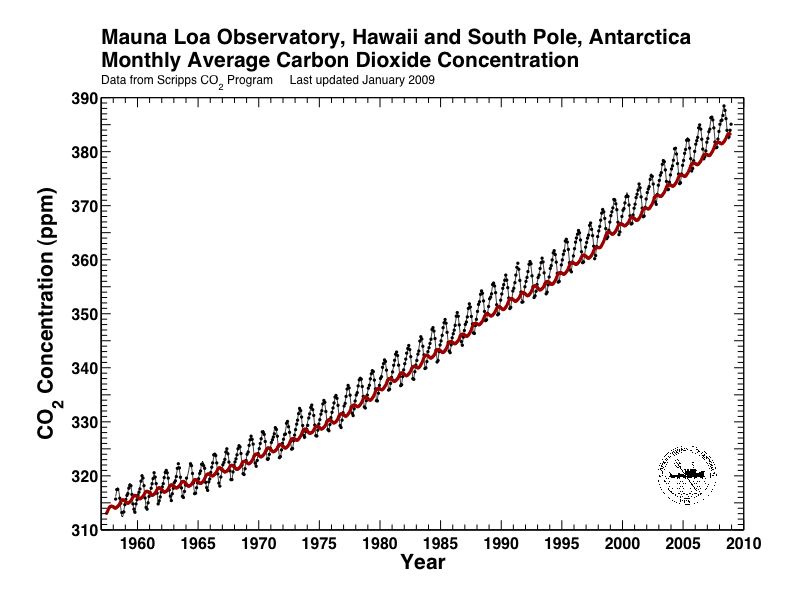 Mauna Loa Observatory, Hawaii and South Pole, Antarctica
Monthly Average Carbon Dioxide Concentration
Data from Scripps CO2 Program Last updated January 2009
390
380
370
360
350
340
330
320
310
CO2 Concentration (ppm)
1960 1965 1970 1975 1980 1985 1990 1995 2000 2005 2010
Year